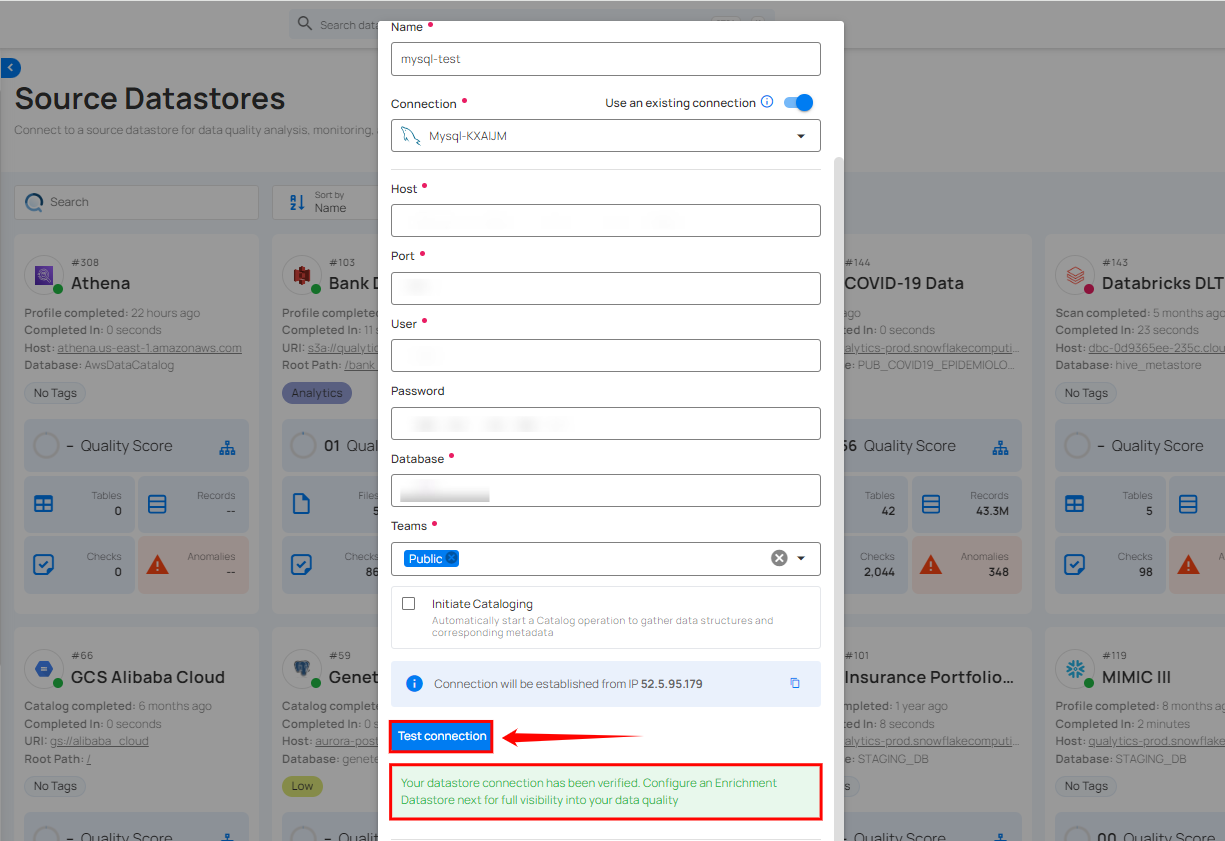 Search data
Source Datastores
Connect to a source datastore for data quality analysis, monitoring,
Search
Sort by
Name
Name •
mysql-test
Connection •
Use an existing connection
Mysql-KXAIJM
Host •
Port •
User •
Password
Database •
Teams •
Public
Initiate Cataloging
Automatically start a Catalog operation to gather data structures and
corresponding metadata
Connection will be established from IP 52.5.95.179
Test connection
Your datastore connection has been verified. Configure an Enrichment
Datastore next for full visibility into your data quality
#308
Athena
Profile completed: 22 hours ago
Completed In: 0 seconds
Host: athena.us-east-1.amazonaws.com
Database: AwsDataCatalog
No Tags
– Quality Score
Tables
0
Records
--
Checks
0
Anomalies
--
#103
Bank D
Profile complete
Completed In: 11 s
URI: s3a://qualytic
Root Path: /bank_
Analytics
01 Qual
Files
5
Checks
86
#144
COVID-19 Data
ago
ed In: 0 seconds
alytics-prod.snowflakecomputi...
e: PUB_COVID19_EPIDEMIOLO...
56 Quality Score
Tables
42
Records
43.3M
Checks
2,044
Anomalies
348
#143
Databricks DLT
Scan completed: 5 months ago
Completed In: 23 seconds
Host: dbc-0d9365ee-235c.clou
Database: hive_metastore
No Tags
– Quality Score
Tables
5
Checks
98
A
#66
GCS Alibaba Cloud
Catalog completed: 6 months ago
Completed In: 0 seconds
URI: gs://alibaba_cloud
Root Path: /
No Tags
– Quality Score
#59
Genet
Catalog complete
Completed In: 0 s
Host: aurora-post
Database: genete
Low
– Qual
#101
Insurance Portfolio...
1 year ago
ed In: 8 seconds
alytics-prod.snowflakecomputi...
e: STAGING_DB
s
Quality Score
#119
MIMIC III
Profile completed: 8 months ago
Completed In: 2 minutes
Host: qualytics-prod.snowflakecomputi
Database: STAGING_DB
No Tags
00 Quality Score